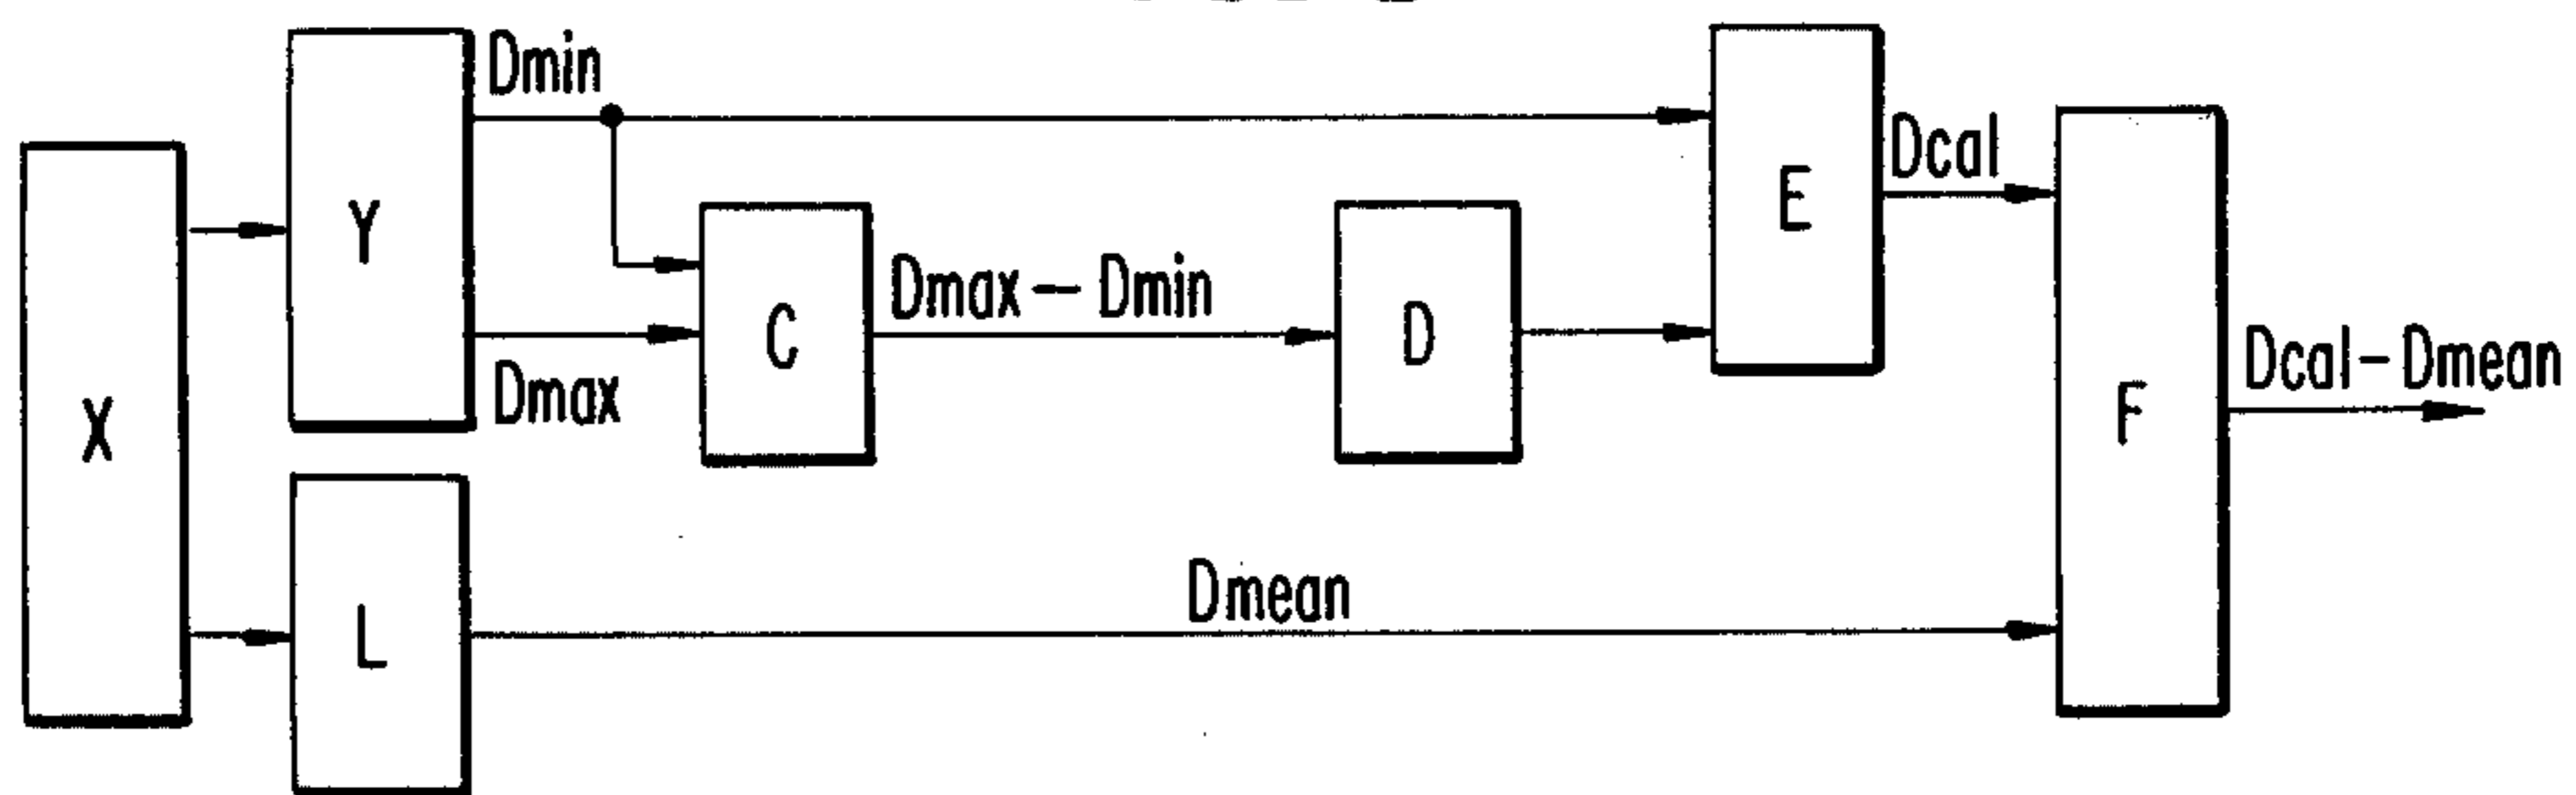 Dmin
Y
Dmax
X
L
C
Dmax – Dmin
D
E
Dcal
Dmean
F
Dcal-Dmean